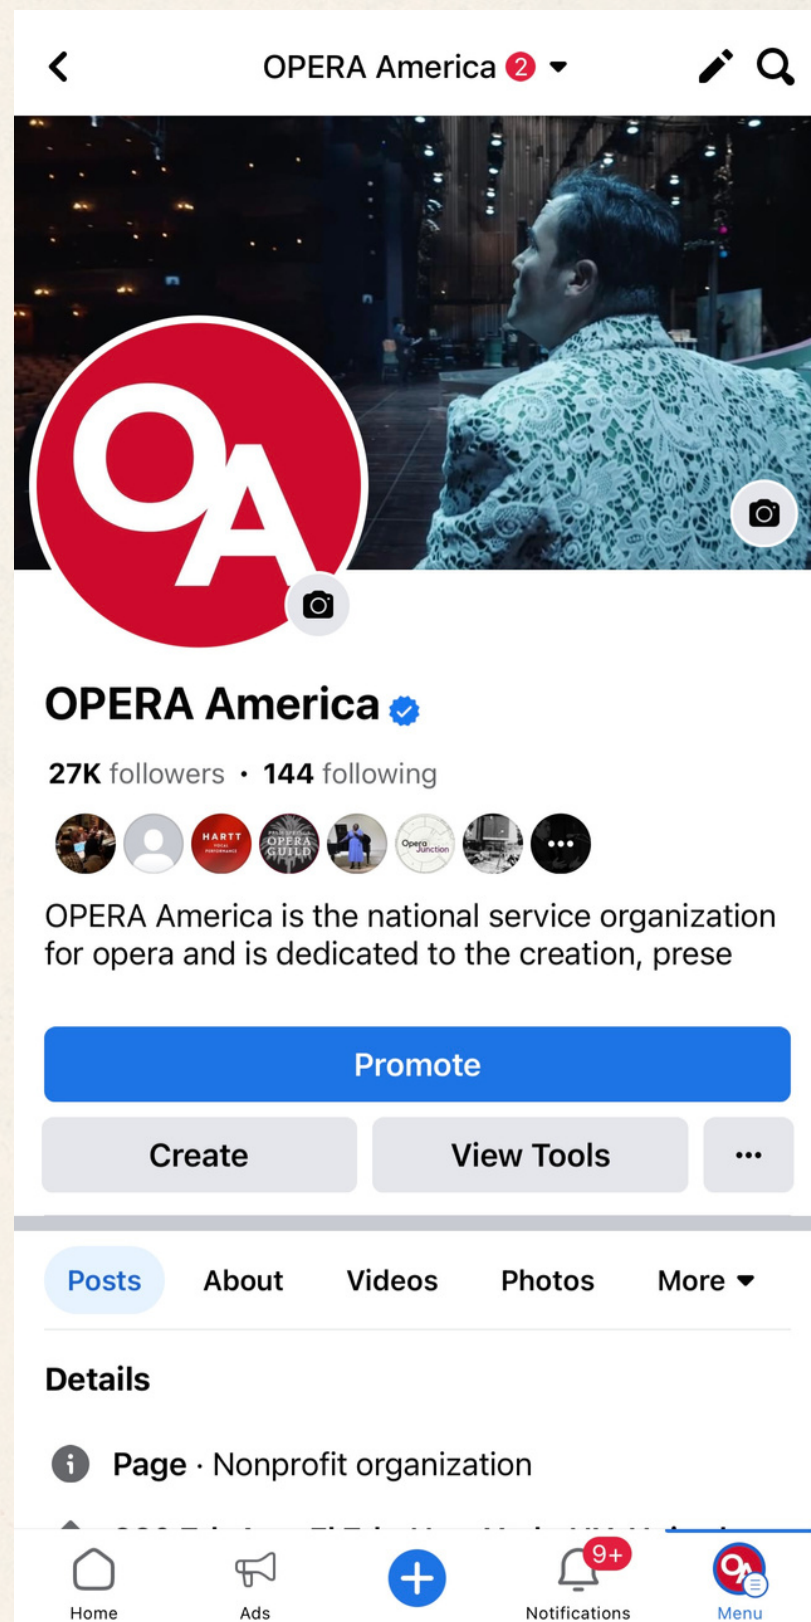 OPERA America 2
OA
OPERA America
27K followers · 144 following
HARTT
OPERA
GUILD
Opera
Junction
OPERA America is the national service organization
for opera and is dedicated to the creation, prese
Promote
Create
View Tools
Posts
About
Videos
Photos
More
Details
Page · Nonprofit organization
9+
OA
Home
Ads
Notifications
Menu